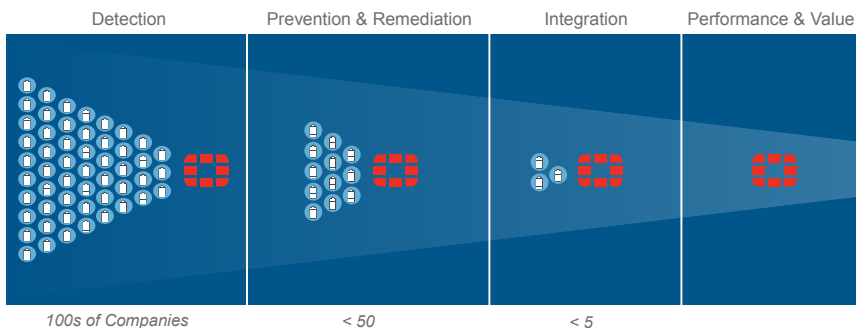 Detection
Prevention & Remediation
Integration
Performance & Value
100s of Companies
< 50
< 5